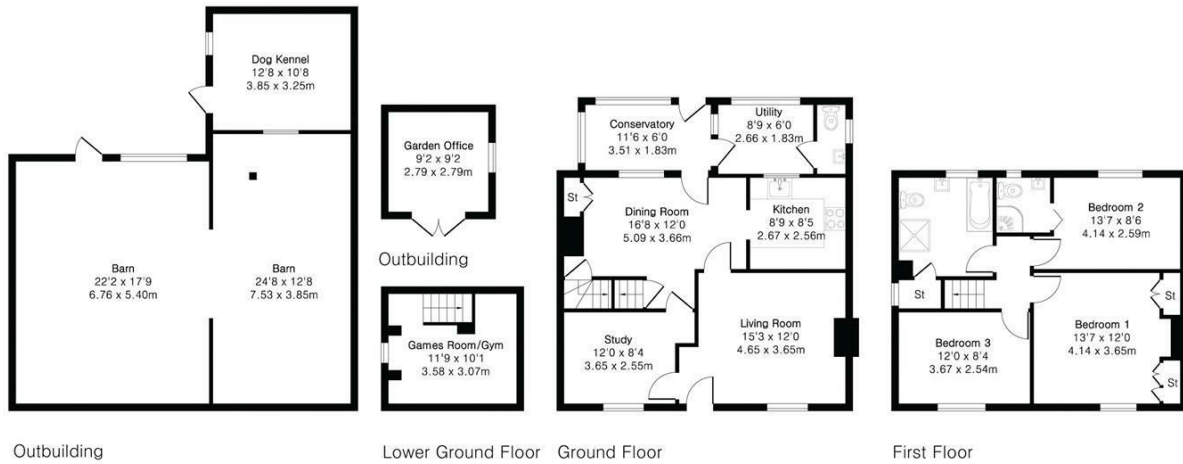 Dog Kennel
12'8 x 10'8
3.85 x 3.25m
Barn
22'2 x 17'9
6.76 x 5.40m
Barn
24'8 x 12'8
7.53 x 3.85m
Outbuilding
Garden Office
9'2 x 9'2
2.79 x 2.79m
Outbuilding
Games Room/Gym
11'9 x 10'1
3.58 x 3.07m
Lower Ground Floor
Conservatory
11'6 x 6'0
3.51 x 1.83m
Utility
8'9 x 6'0
2.66 x 1.83m
St
Dining Room
16'8 x 12'0
5.09 x 3.66m
Kitchen
8'9 x 8'5
2.67 x 2.56m
Study
12'0 x 8'4
3.65 x 2.55m
Living Room
15'3 x 12'0
4.65 x 3.65m
Ground Floor
Bedroom 2
13'7 x 8'6
4.14 x 2.59m
St
Bedroom 3
12'0 x 8'4
3.67 x 2.54m
Bedroom 1
13'7 x 12'0
4.14 x 3.65m
St
St
First Floor